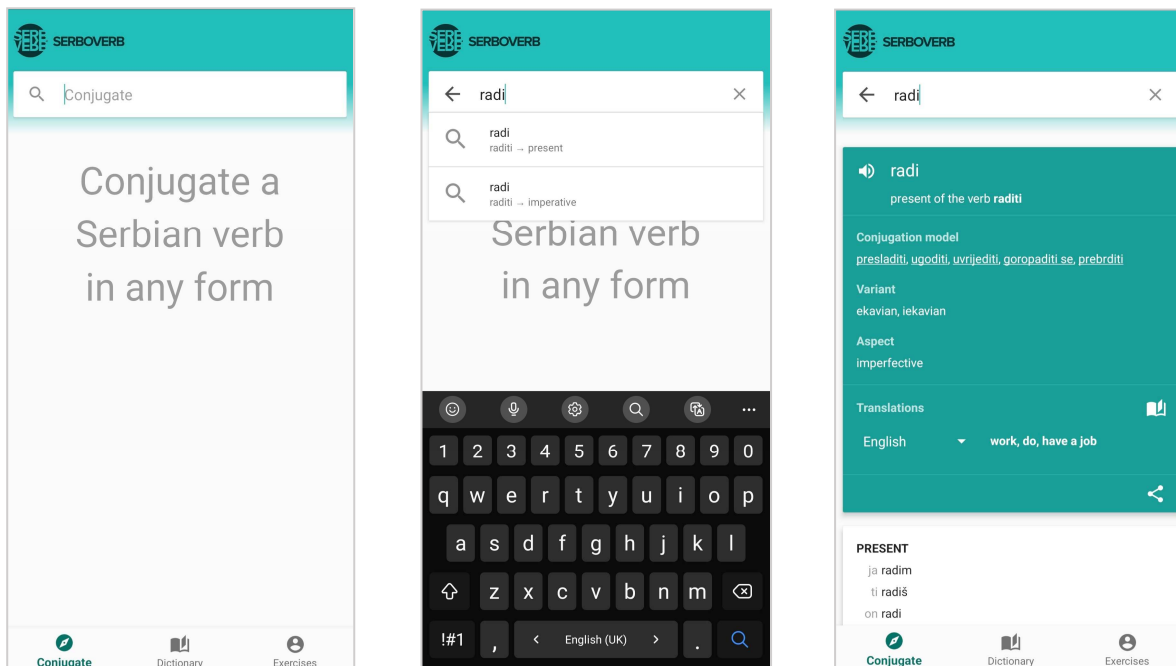 SERBOVERB
Conjugate
Conjugate a
Serbian verb
in any form
Conjugate
Dictionary
Exercises
SERBOVERB
radi
radi
raditi → present
radi
raditi → imperative
Serbian verb
in any form
1 2 3 4 5 6 7 8 9 0
q w e r t y u i o p
a s d f g h j k l
z x c v b n m
!#1 , < English (UK) > .
SERBOVERB
radi
radi
present of the verb raditi
Conjugation model
presladiti, ugoditi, uvrijediti, goropaditi se, prebrditi
Variant
ekavian, iekavian
Aspect
imperfective
Translations
English work, do, have a job
PRESENT
ja radim
ti radiš
on radi
Conjugate
Dictionary
Exercises